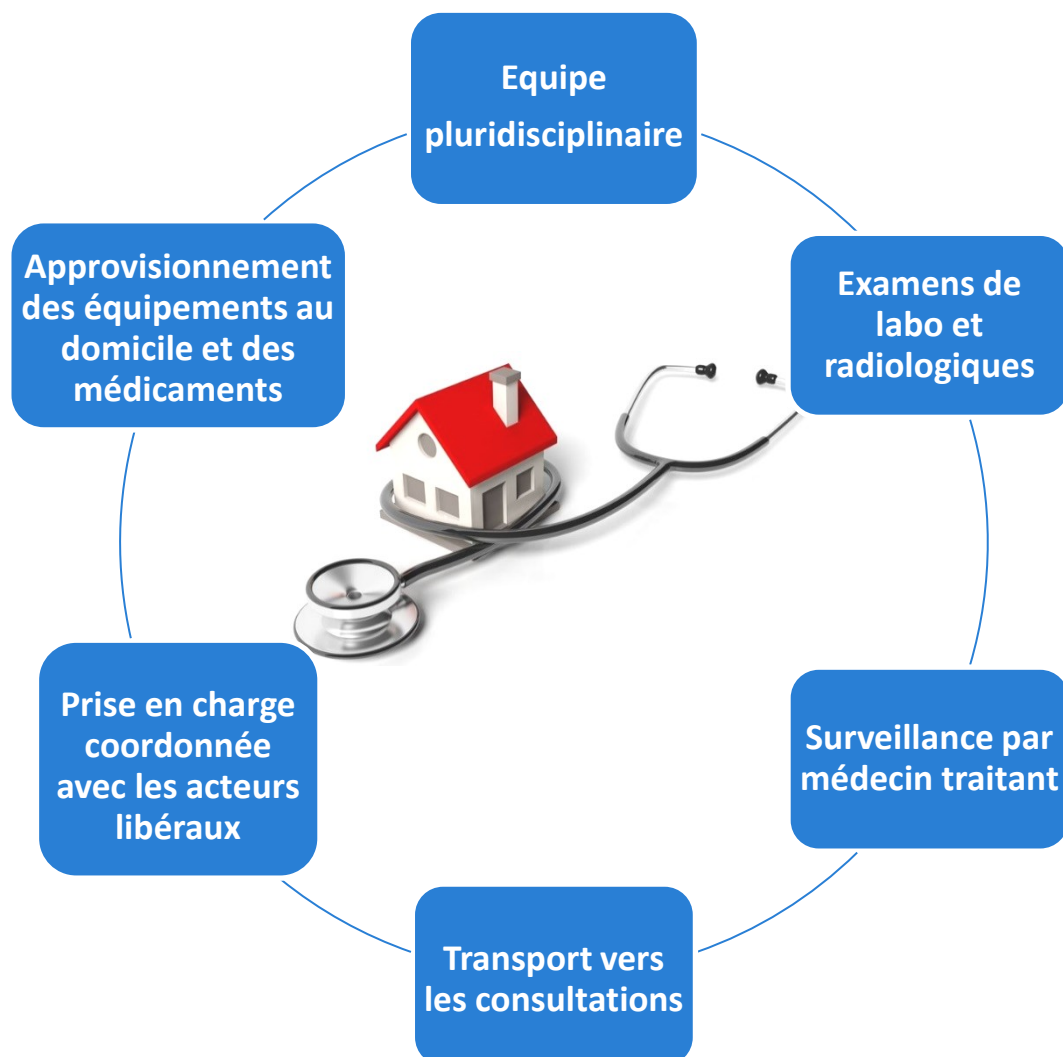 Equipe
pluridisciplinaire
Examens de
labo et
radiologiques
Surveillance par
médecin traitant
Transport vers
les consultations
Prise en charge
coordonnée
avec les acteurs
libéraux
Approvisionnement
des équipements au
domicile et des
médicaments